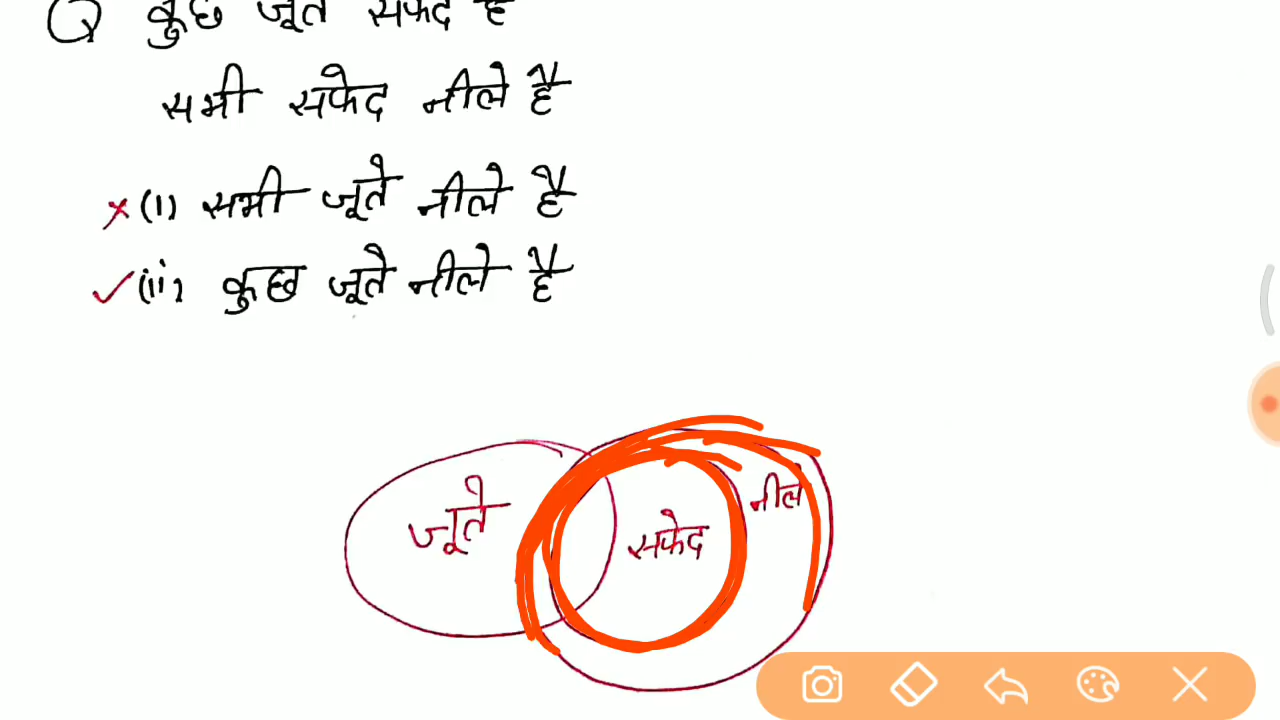 Q कुछ जूते सफेद है
सभी सफेद नीले है
× (i) सभी जूते नीले है
✓ (ii) कुछ जूते नीले है
जूते
सफेद
नीले